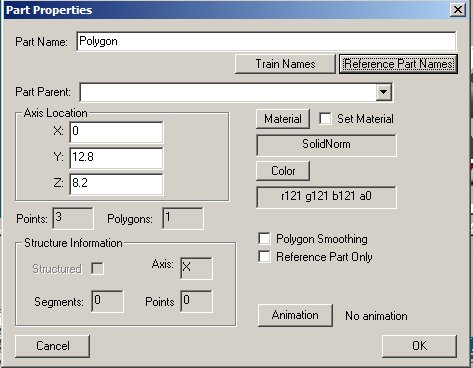 Part Properties
Part Name: Polygon
Train Names Reference Part Names
Part Parent:
Axis Location
X: 0
Y: 12.8
Z: 8.2
Material Set Material
SolidNorm
Color
r121 g121 b121 a0
Points: 3 Polygons: 1
Structure Information
Structured Axis: X
Segments: 0 Points 0
Polygon Smoothing
Reference Part Only
Animation No animation
Cancel OK